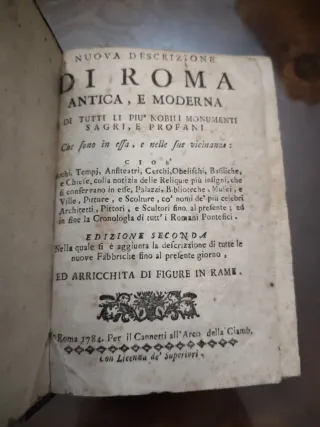 NUOVA DESCRIZIONE
DI ROMA
ANTICA, E MODERNA
E DI TUTTI LI PIU' NOBILI MONUMENTI
SAGRI, E PROFANI
Che sono in essa, e nelle sue vicinanze:
CIOE'
Archi, Tempj, Anfiteatri, Cerchi, Obelischi, Basiliche,
e Chiese, colla notizia delle Reliquie più insigni, che
si conservano in esse, Palazzi, Biblioteche, Musei, e
Ville, Pitture, e Scolture, co' nomi de' più celebri
Architetti, Pittori, e Scultori fino al presente; ed
in fine la Cronologia di tutt' i Romani Pontefici.
EDIZIONE SECONDA
Nella quale si è aggiunta la descrizione di tutte le
nuove Fabbriche fino al presente giorno,
ED ARRICCHITA DI FIGURE IN RAME.
Roma 1784. Per il Cannetti all' Arco della Ciamb.
Con Licenza de' Superiori.